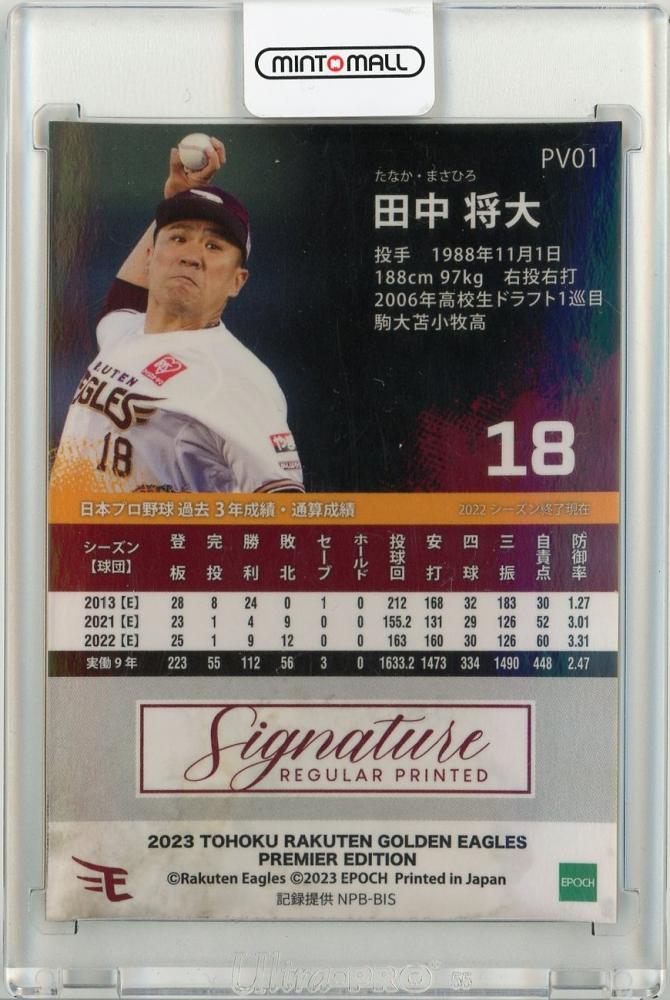 MINTMALL
PV01
たなか・まさひろ
田中 将大
投手 1988年11月1日
188cm 97kg 右投右打
2006年高校生ドラフト1巡目
駒大苫小牧高
RAKUTEN
EAGLES
18
18
日本プロ野球 過去3年成績・通算成績 2022 シーズン終了現在
シーズン【球団】 登板 完投 勝利 敗北 セーブ ホールド 投球回 安打 四球 三振 自責点 防御率
2013【E】 28 8 24 0 1 0 212 168 32 183 30 1.27
2021【E】 23 1 4 9 0 0 155.2 131 29 126 52 3.01
2022【E】 25 1 9 12 0 0 163 160 30 126 60 3.31
実働9年 223 55 112 56 3 0 1633.2 1473 334 1490 448 2.47
Signature
REGULAR PRINTED
2023 TOHOKU RAKUTEN GOLDEN EAGLES
PREMIER EDITION
©Rakuten Eagles ©2023 EPOCH Printed in Japan
記録提供 NPB-BIS
E
EPOCH
Ultra-PRO® 55